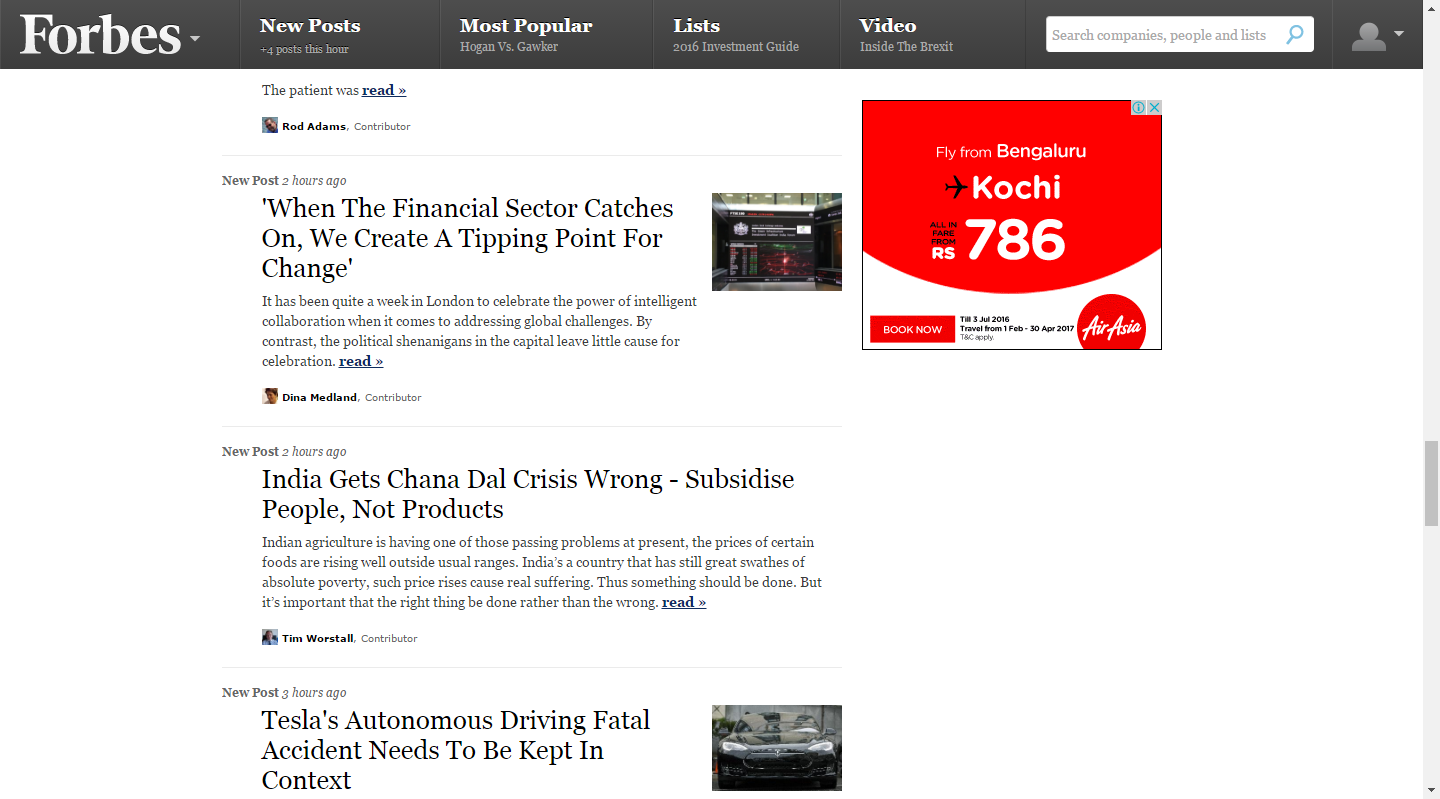 Forbes
New Posts
+4 posts this hour
Most Popular
Hogan Vs. Gawker
Lists
2016 Investment Guide
Video
Inside The Brexit
Search companies, people and lists
The patient was read »
Rod Adams, Contributor
New Post 2 hours ago
'When The Financial Sector Catches
On, We Create A Tipping Point For
Change'
It has been quite a week in London to celebrate the power of intelligent
collaboration when it comes to addressing global challenges. By
contrast, the political shenanigans in the capital leave little cause for
celebration. read »
Dina Medland, Contributor
New Post 2 hours ago
India Gets Chana Dal Crisis Wrong - Subsidise
People, Not Products
Indian agriculture is having one of those passing problems at present, the prices of certain
foods are rising well outside usual ranges. India’s a country that has still great swathes of
absolute poverty, such price rises cause real suffering. Thus something should be done. But
it’s important that the right thing be done rather than the wrong. read »
Tim Worstall, Contributor
New Post 3 hours ago
Tesla's Autonomous Driving Fatal
Accident Needs To Be Kept In
Context
Fly from Bengaluru
Kochi
ALL IN
FARE
FROM
RS 786
BOOK NOW
Till 3 Jul 2016
Travel from 1 Feb - 30 Apr 2017
T&C apply.
AirAsia